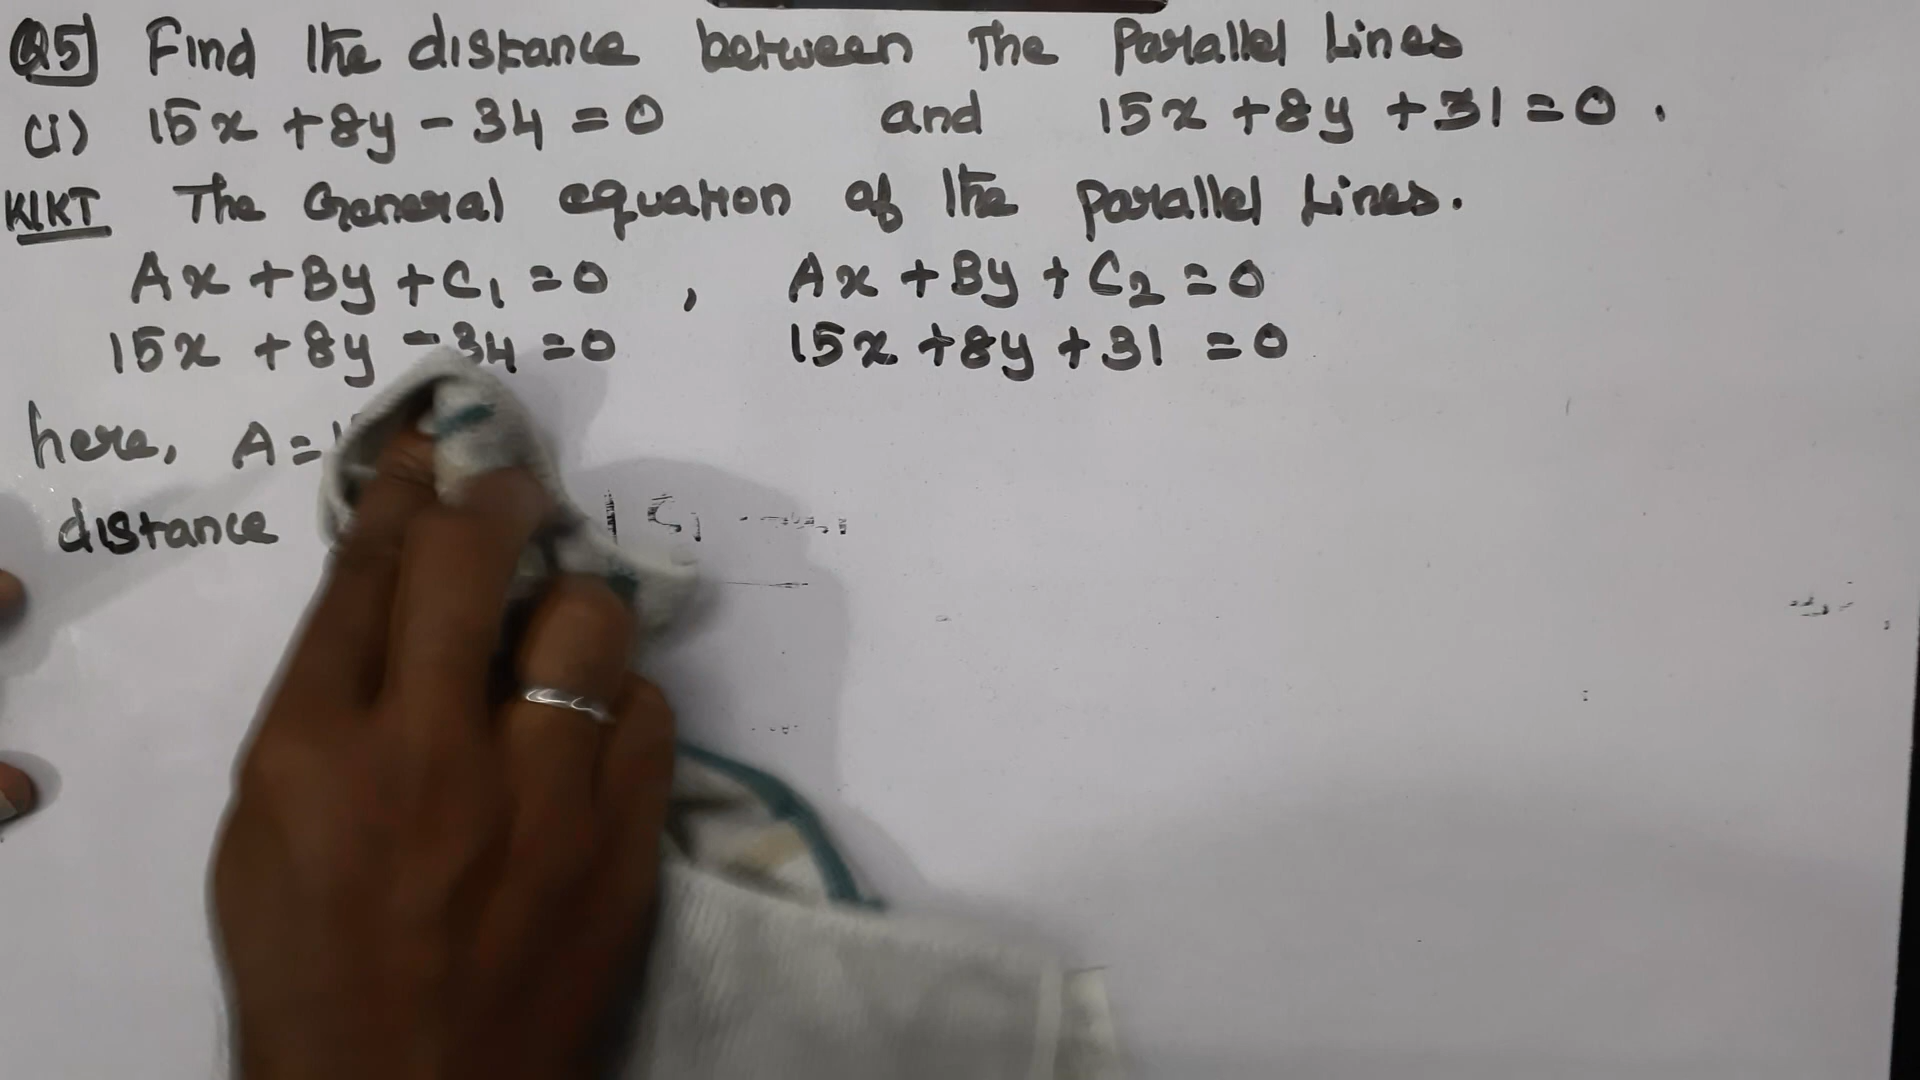 Q5] Find the distance between The Parallel Lines
(i) 15x + 8y - 34 = 0 and 15x + 8y + 31 = 0 .
KLKT The General equation of the parallel Lines.
Ax + By + C₁ = 0 , Ax + By + C₂ = 0
15x + 8y - 34 = 0 15x + 8y + 31 = 0
here, A =
distance